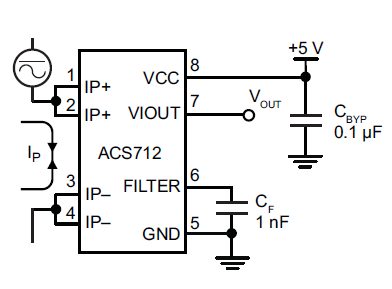 +5 V
1
IP+
VCC
8
2
IP+
VIOUT
7
VOUT
CBYP
0.1 µF
IP
ACS712
3
IP–
FILTER
6
CF
1 nF
4
IP–
GND
5